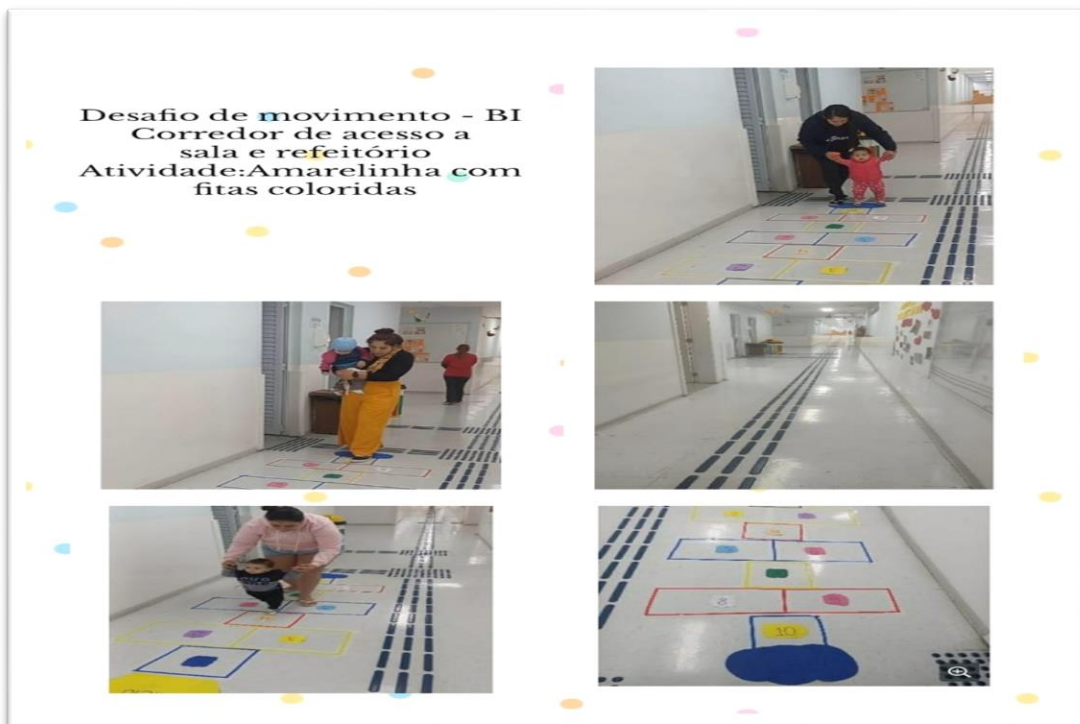 Desafio de movimento - BI
Corredor de acesso a
sala e refeitório
Atividade:Amarelinha com
fitas coloridas
10